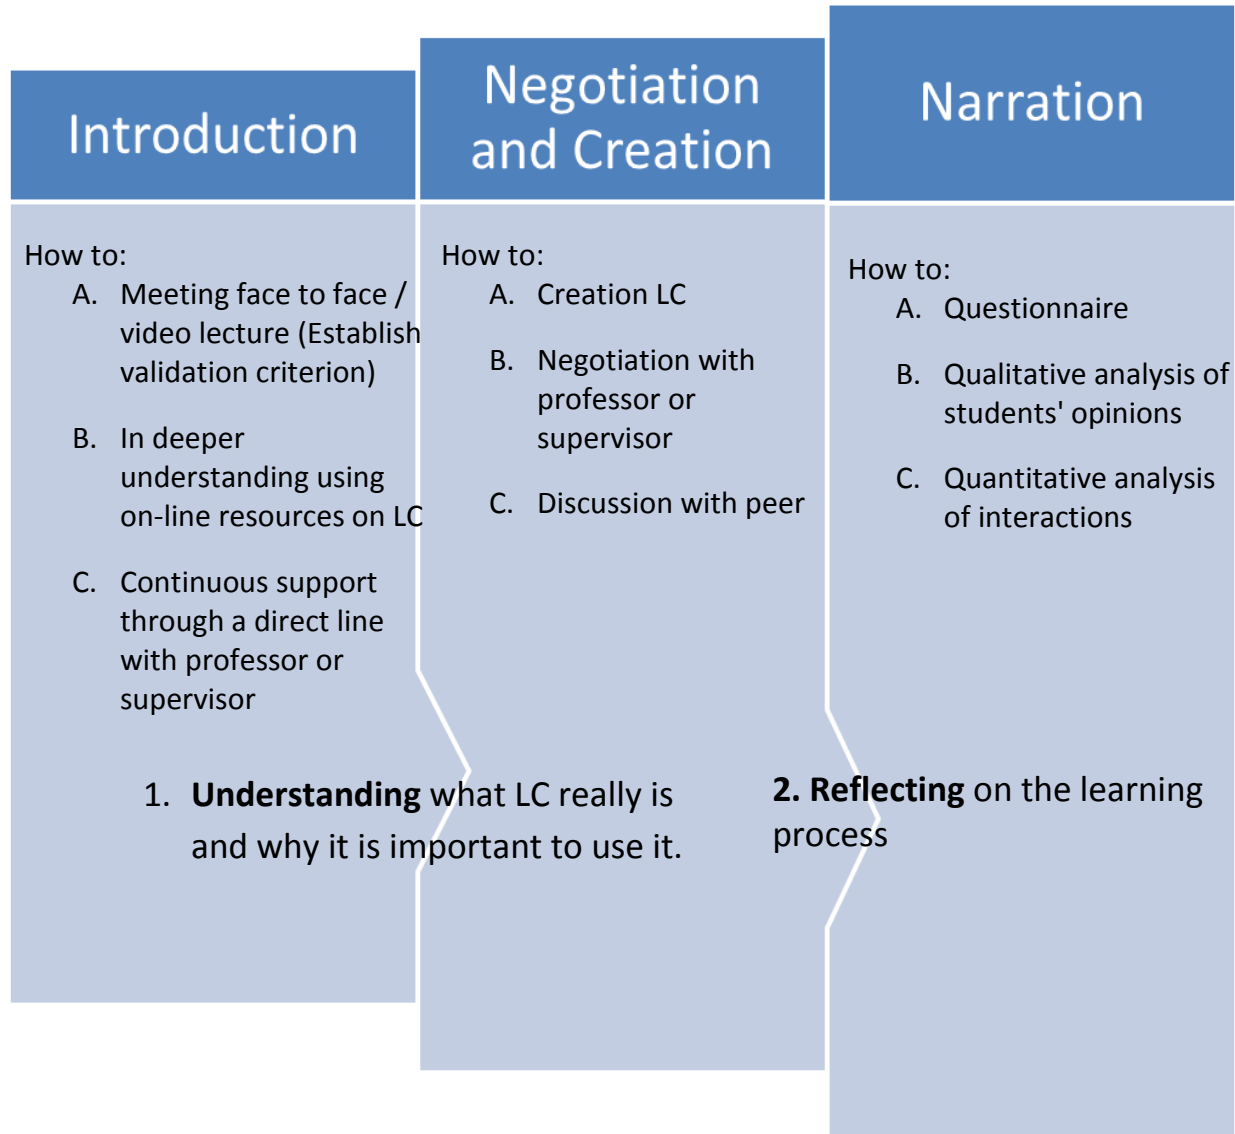 Introduction
How to:
A. Meeting face to face /
video lecture (Establish
validation criterion)
B. In deeper
understanding using
on-line resources on LC
C. Continuous support
through a direct line
with professor or
supervisor
Negotiation
and Creation
How to:
A. Creation LC
B. Negotiation with
professor or
supervisor
C. Discussion with peer
Narration
How to:
A. Questionnaire
B. Qualitative analysis of
students' opinions
C. Quantitative analysis
of interactions
1. Understanding what LC really is
and why it is important to use it.
2. Reflecting on the learning
process